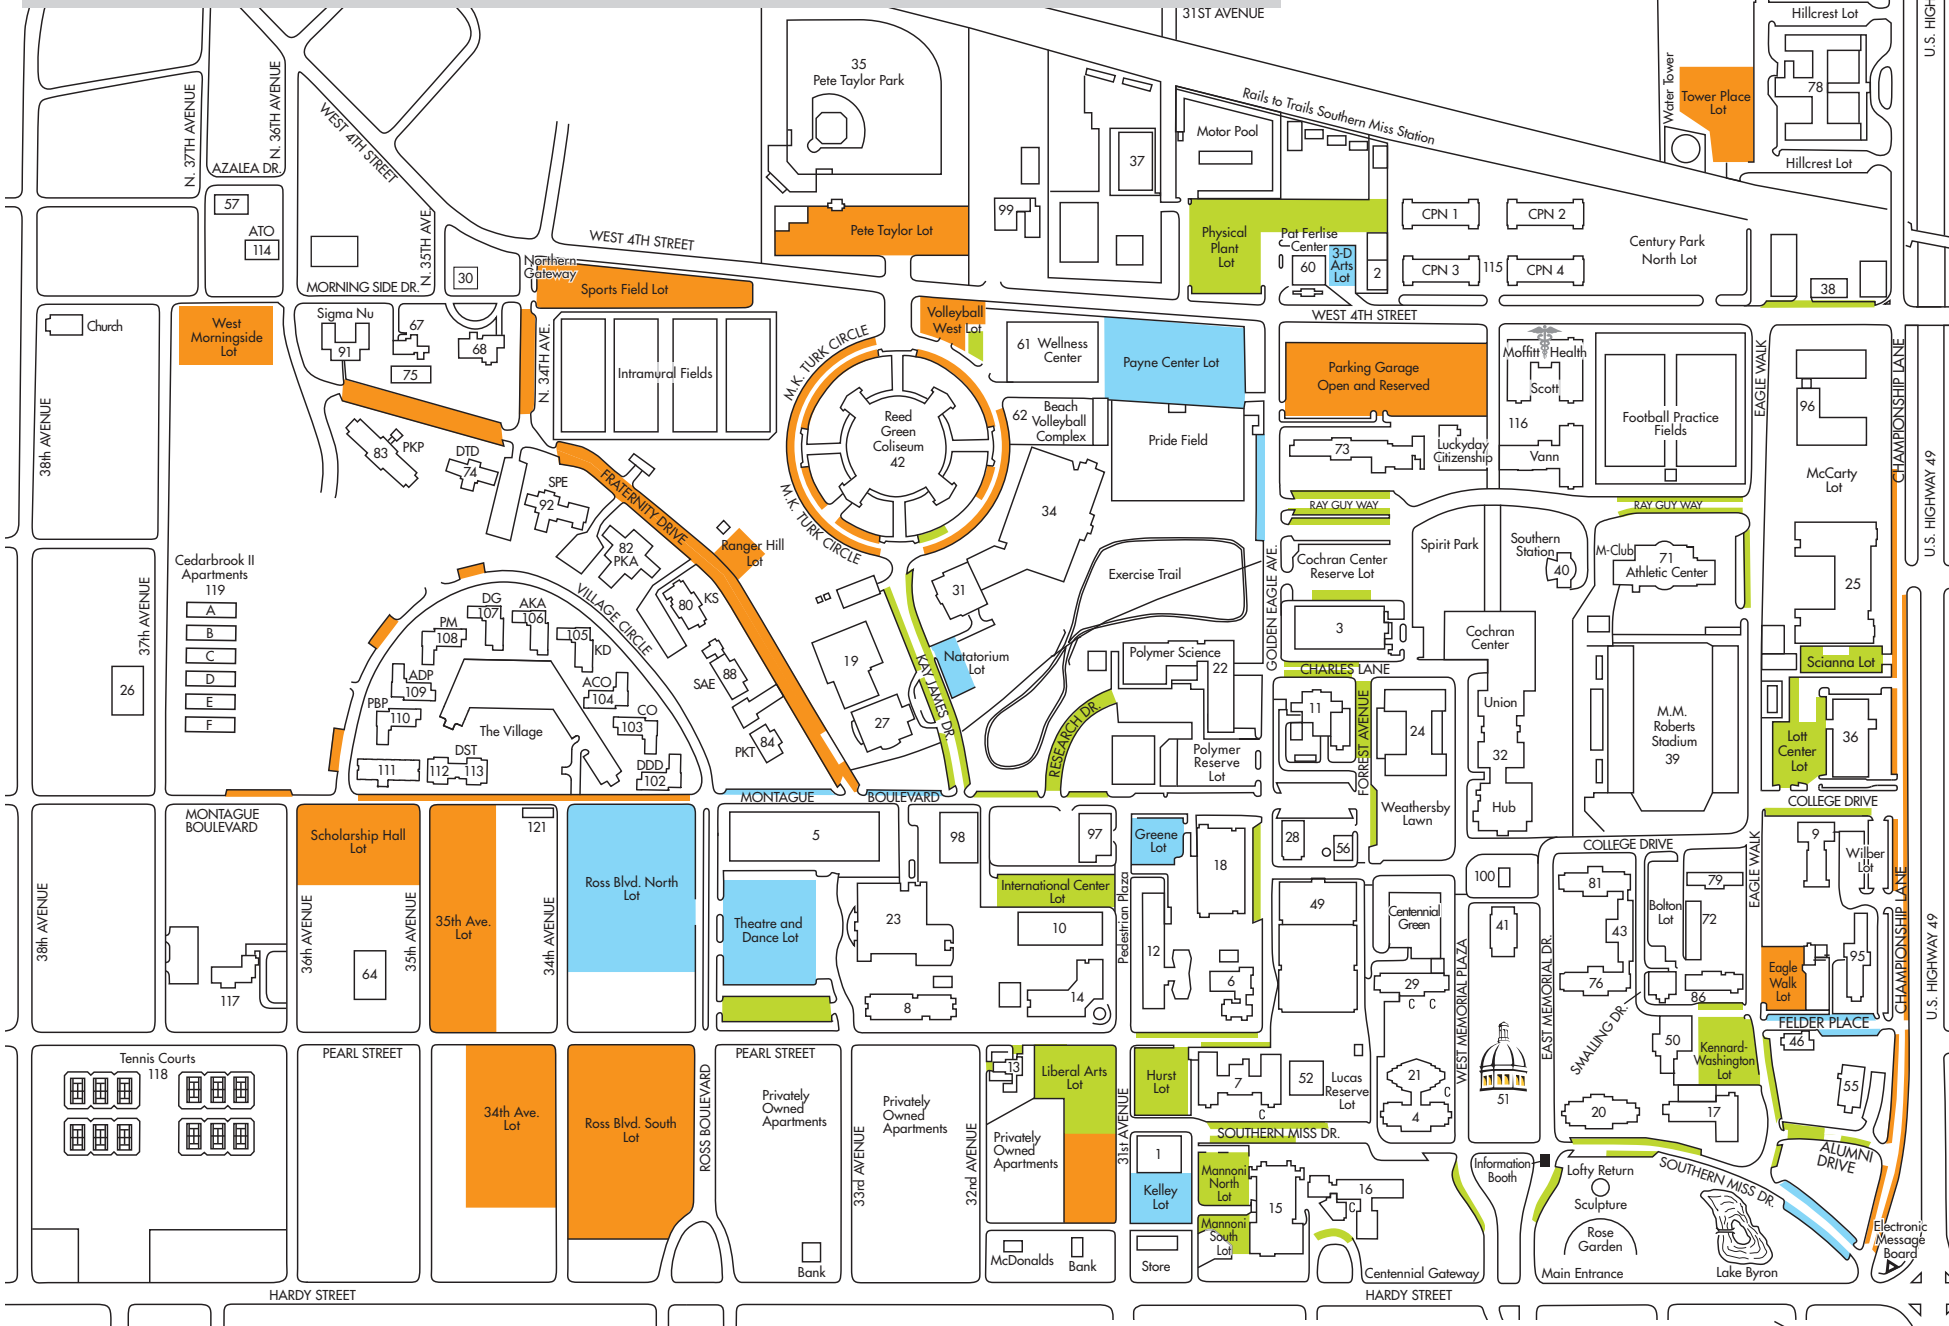 31ST AVENUE
Hillcrest Lot
U.S. HIGH
35
Pete Taylor Park
Water Tower
Tower Place
Lot
78
Hillcrest Lot
N. 37TH AVENUE
N. 36TH AVENUE
WEST 4TH STREET
AZALEA DR.
Rails to Trails Southern Miss Station
Motor Pool
37
57
ATO
114
N. 35TH AVE
30
MORNING SIDE DR.
WEST 4TH STREET
Northern
Gateway
Sports Field Lot
Pete Taylor Lot
99
Physical
Plant
Lot
Pat Ferlise
Center
60
3-D
Arts
Lot
2
CPN 1
CPN 2
CPN 3
115
CPN 4
Century Park
North Lot
38
WEST 4TH STREET
Church
West
Morningside
Lot
Sigma Nu
91
67
68
75
N. 34TH AVE.
Intramural Fields
M.K. TURK CIRCLE
Reed
Green
Coliseum
42
M.K. TURK CIRCLE
Volleyball
West Lot
61 Wellness
Center
Payne Center Lot
62
Beach
Volleyball
Complex
Pride Field
Parking Garage
Open and Reserved
Moffitt Health
Scott
116
Vann
Luckyday
Citizenship
73
Football Practice
Fields
EAGLE WALK
96
McCarty
Lot
CHAMPIONSHIP LANE
U.S. HIGHWAY 49
38th AVENUE
83
PKP
DTD
74
SPE
92
FRATERNITY DRIVE
82
PKA
Ranger Hill
Lot
34
31
Exercise Trail
RAY GUY WAY
RAY GUY WAY
GOLDEN EAGLE AVE.
Cochran Center
Reserve Lot
Spirit Park
Southern
Station
40
M-Club
71
Athletic Center
25
Cedarbrook II
Apartments
119
A
B
C
D
E
F
37th AVENUE
26
VILLAGE CIRCLE
DG
107
AKA
106
PM
108
105
KD
ADP
109
ACO
104
PBP
110
CO
103
The Village
DST
111
112
113
DDD
102
80
KS
SAE
88
PKT
84
19
27
KAY JAMES DR.
Natatorium
Lot
RESEARCH DR.
Polymer Science
22
Polymer
Reserve
Lot
3
CHARLES LANE
11
FORREST AVENUE
24
Cochran
Center
Union
32
Hub
M.M.
Roberts
Stadium
39
Scianna Lot
Lott
Center
Lot
36
MONTAGUE
BOULEVARD
MONTAGUE
BOULEVARD
COLLEGE DRIVE
Weathersby
Lawn
Scholarship Hall
Lot
121
35th Ave.
Lot
Ross Blvd. North
Lot
5
98
97
Greene
Lot
18
28
56
COLLEGE DRIVE
9
Wilber
Lot
100
81
79
Bolton
Lot
72
EAGLE WALK
CHAMPIONSHIP LANE
U.S. HIGHWAY 49
38th AVENUE
36th AVENUE
35th AVENUE
34th AVENUE
64
117
Theatre and
Dance Lot
23
International Center
Lot
10
Pedestrian Plaza
12
49
Centennial
Green
41
43
8
14
6
29
C C
WEST MEMORIAL PLAZA
EAST MEMORIAL DR.
76
86
SMALLING DR.
Eagle
Walk
Lot
95
FELDER PLACE
Tennis Courts
118
PEARL STREET
PEARL STREET
34th Ave.
Lot
Ross Blvd. South
Lot
ROSS BOULEVARD
Privately
Owned
Apartments
Privately
Owned
Apartments
33rd AVENUE
32nd AVENUE
13
Liberal Arts
Lot
Privately
Owned
Apartments
31st AVENUE
Hurst
Lot
7
C
52
Lucas
Reserve
Lot
21
C
4
51
50
Kennard-
Washington
Lot
46
55
20
17
SOUTHERN MISS DR.
1
Kelley
Lot
Mannoni
North
Lot
Mannoni
South
Lot
15
16
C
Information
Booth
Lofty Return
Sculpture
Rose
Garden
SOUTHERN MISS DR.
ALUMNI
DRIVE
Lake Byron
Electronic
Message
Board
Bank
McDonalds
Bank
Store
Centennial Gateway
Main Entrance
HARDY STREET
HARDY STREET